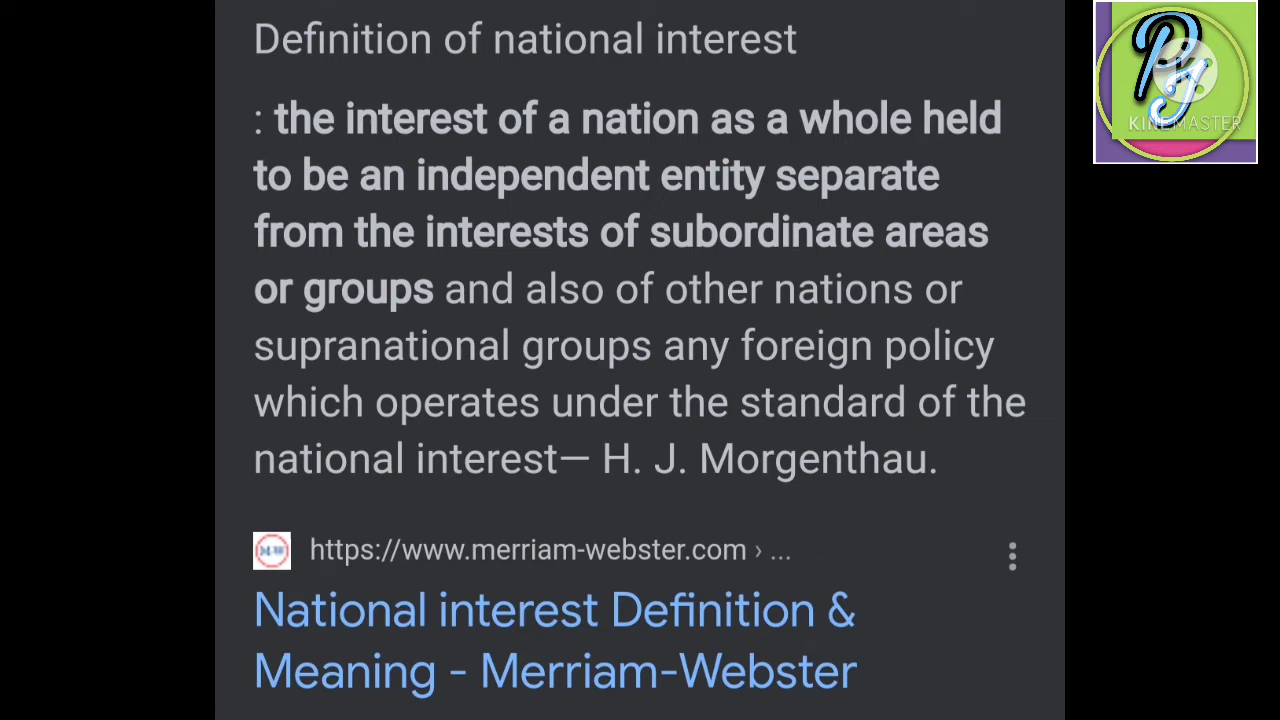 Definition of national interest
: the interest of a nation as a whole held
to be an independent entity separate
from the interests of subordinate areas
or groups and also of other nations or
supranational groups any foreign policy
which operates under the standard of the
national interest— H. J. Morgenthau.
https://www.merriam-webster.com › ...
National interest Definition &
Meaning - Merriam-Webster
KINEMASTER